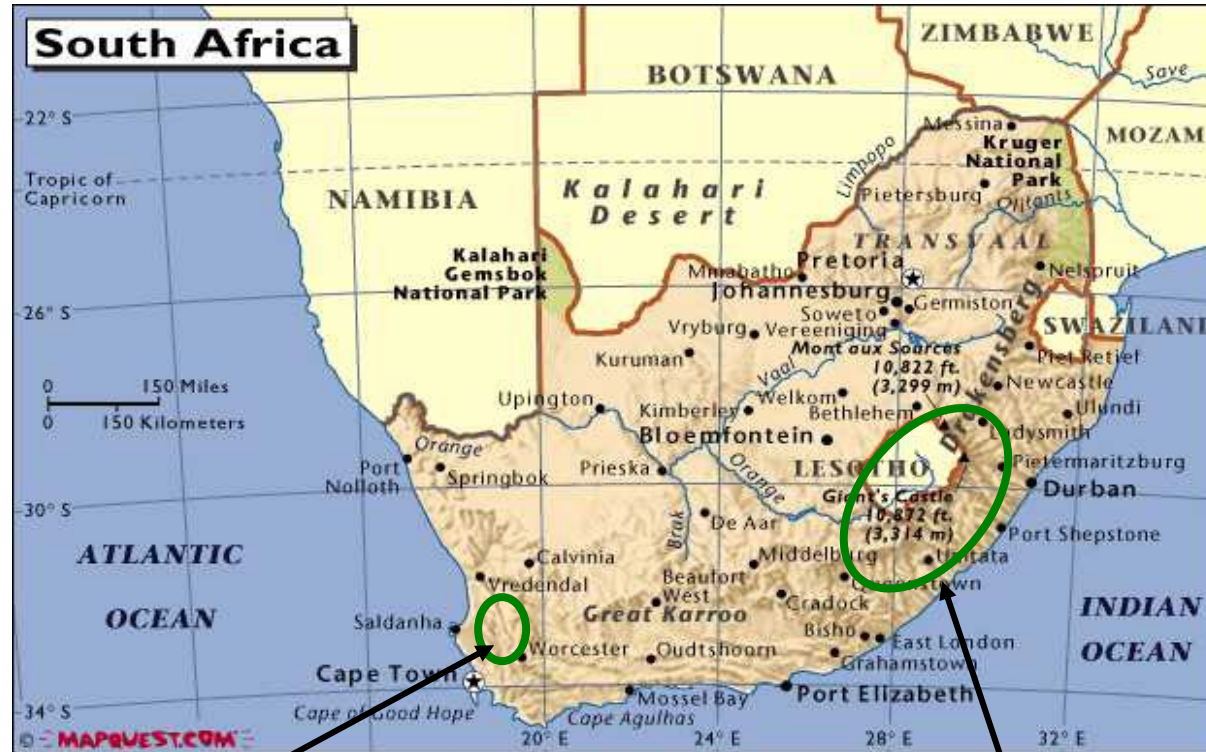 South Africa
ZIMBABWE
BOTSWANA
Save
22° S
Messina
MOZAM
Kruger
National
Park
Tropic of
Capricorn
Limpopo
NAMIBIA
Kalahari
Desert
Pietersburg
Olifants
TRANSVAAL
Kalahari
Gemsbok
National Park
Pretoria
Mmabatho
Nelspruit
Johannesburg
Germiston
26° S
Soweto
SWAZILAND
Vryburg
Vereeniging
Drakensberg
Kuruman
Mont aux Sources
10,822 ft.
(3,299 m)
Piet Retief
0 150 Miles
0 150 Kilometers
Vaal
Newcastle
Upington
Welkom
Kimberley
Bethlehem
Ulundi
Bloemfontein
Ladysmith
Orange
Port
Nolloth
Springbok
Prieska
Orange
LESOTHO
Pietermaritzburg
Giant's Castle
10,872 ft.
(3,314 m)
Durban
30° S
De Aar
Brak
Port Shepstone
ATLANTIC
OCEAN
Calvinia
Middelburg
Umtata
Vredendal
Beaufort
West
Queenstown
Cradock
INDIAN
OCEAN
Great Karroo
Saldanha
Bisho
East London
Worcester
Oudtshoorn
Grahamstown
Cape Town
Mossel Bay
Port Elizabeth
34° S
Cape of Good Hope
Cape Agulhas
© MAPQUEST.COM
20° E
24° E
28° E
32° E